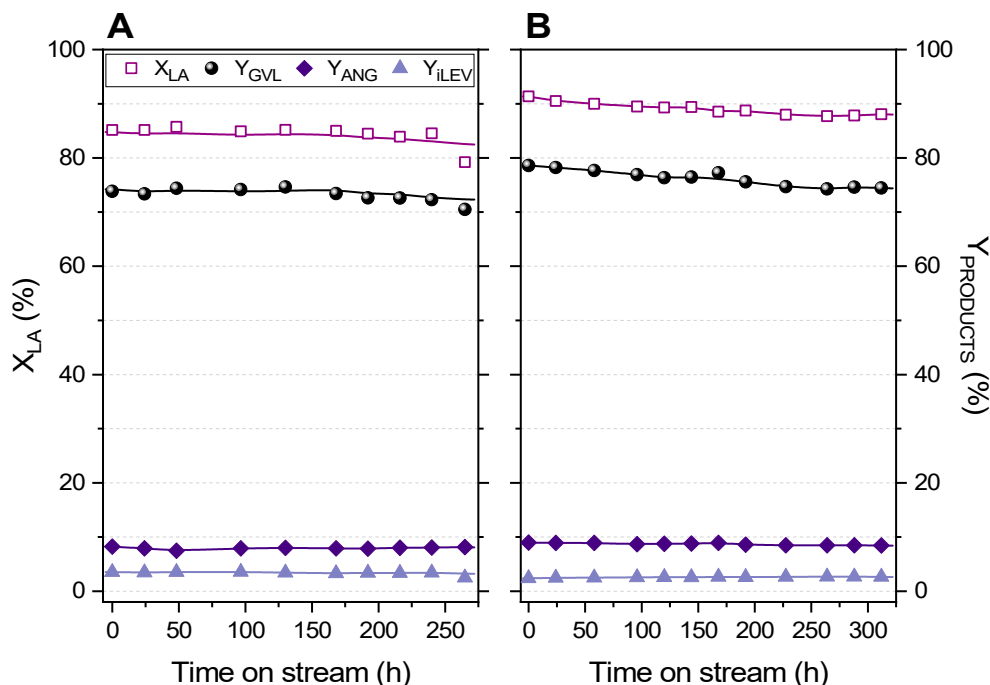 A
B
X_LA Y_GVL Y_ANG Y_iLEV
100
80
60
40
20
0
X_LA (%)
0 50 100 150 200 250
Time on stream (h)
0 50 100 150 200 250 300
Time on stream (h)
100
80
60
40
20
0
Y_PRODUCTS (%)